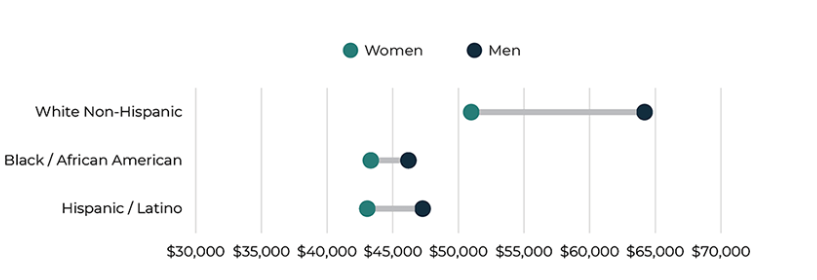 Women Men
White Non-Hispanic
Black / African American
Hispanic / Latino
$30,000 $35,000 $40,000 $45,000 $50,000 $55,000 $60,000 $65,000 $70,000